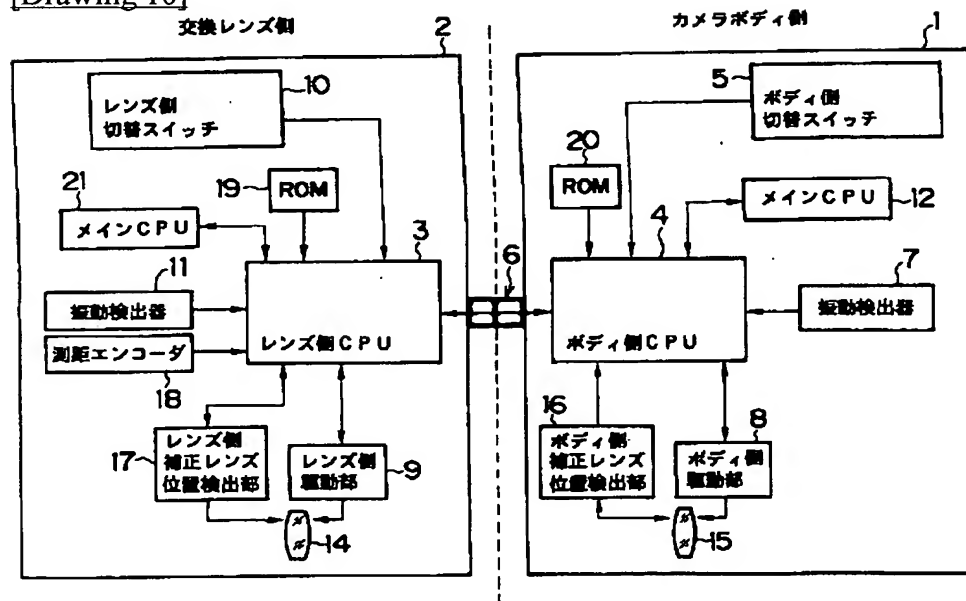 [Drawing 10]
交換レンズ側
カメラボディ側
2
1
10
レンズ側
切替スイッチ
5
ボディ側
切替スイッチ
19
ROM
20
ROM
21
メインCPU
メインCPU
12
3
4
6
11
振動検出器
7
振動検出器
レンズ側CPU
ボディ側CPU
測距エンコーダ
18
17
レンズ側
補正レンズ
位置検出部
レンズ側
駆動部
9
16
ボディ側
補正レンズ
位置検出部
8
ボディ側
駆動部
14
15